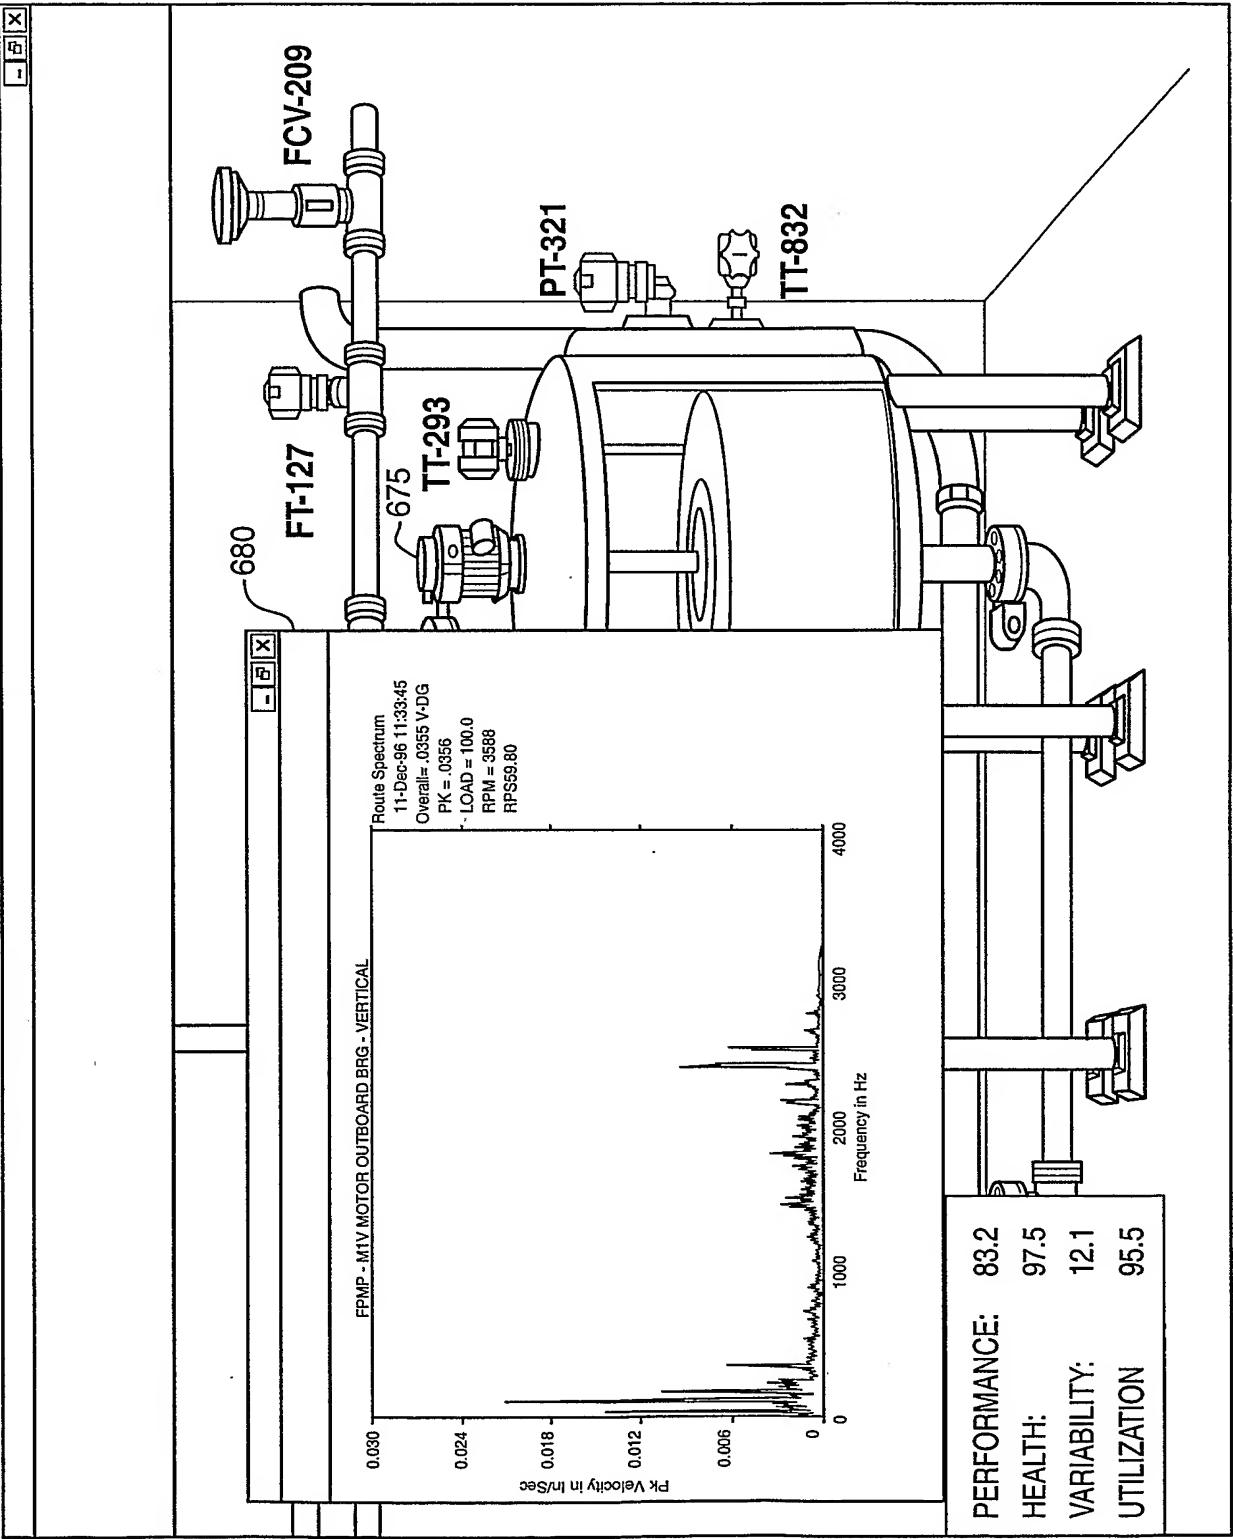 FCV-209
FT-127
PT-321
TT-832
TT-293
675
680
FPMP - M1V MOTOR OUTBOARD BRG - VERTICAL
Route Spectrum
11-Dec-96 11:33:45
Overall= .0355 V-DG
PK = .0356
LOAD = 100.0
RPM = 3588
RPS59.80
Pk Velocity in In/Sec
0.030
0.024
0.018
0.012
0.006
0
0
1000
2000
3000
4000
Frequency in Hz
PERFORMANCE: 83.2
HEALTH: 97.5
VARIABILITY: 12.1
UTILIZATION 95.5